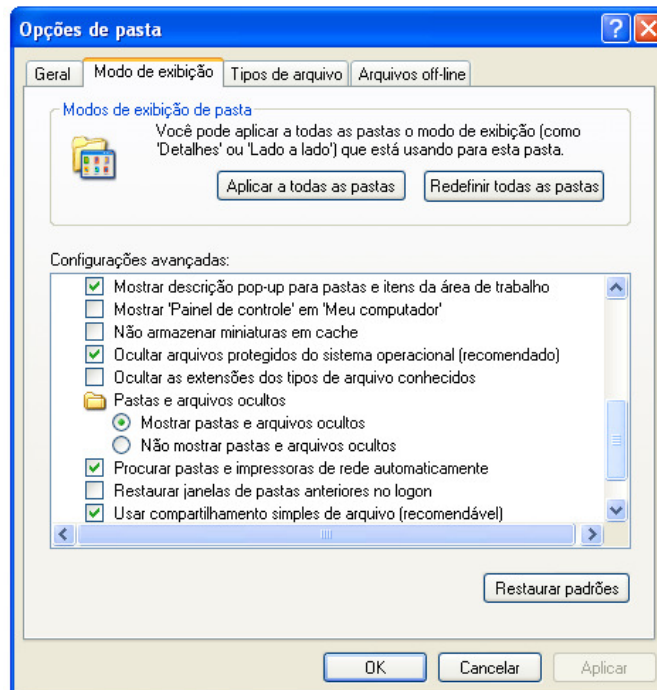 Opções de pasta
Geral
Modo de exibição
Tipos de arquivo
Arquivos off-line
Modos de exibição de pasta
Você pode aplicar a todas as pastas o modo de exibição (como
'Detalhes' ou 'Lado a lado') que está usando para esta pasta.
Aplicar a todas as pastas
Redefinir todas as pastas
Configurações avançadas:
Mostrar descrição pop-up para pastas e itens da área de trabalho
Mostrar 'Painel de controle' em 'Meu computador'
Não armazenar miniaturas em cache
Ocultar arquivos protegidos do sistema operacional (recomendado)
Ocultar as extensões dos tipos de arquivo conhecidos
Pastas e arquivos ocultos
Mostrar pastas e arquivos ocultos
Não mostrar pastas e arquivos ocultos
Procurar pastas e impressoras de rede automaticamente
Restaurar janelas de pastas anteriores no logon
Usar compartilhamento simples de arquivo (recomendável)
Restaurar padrões
OK
Cancelar
Aplicar